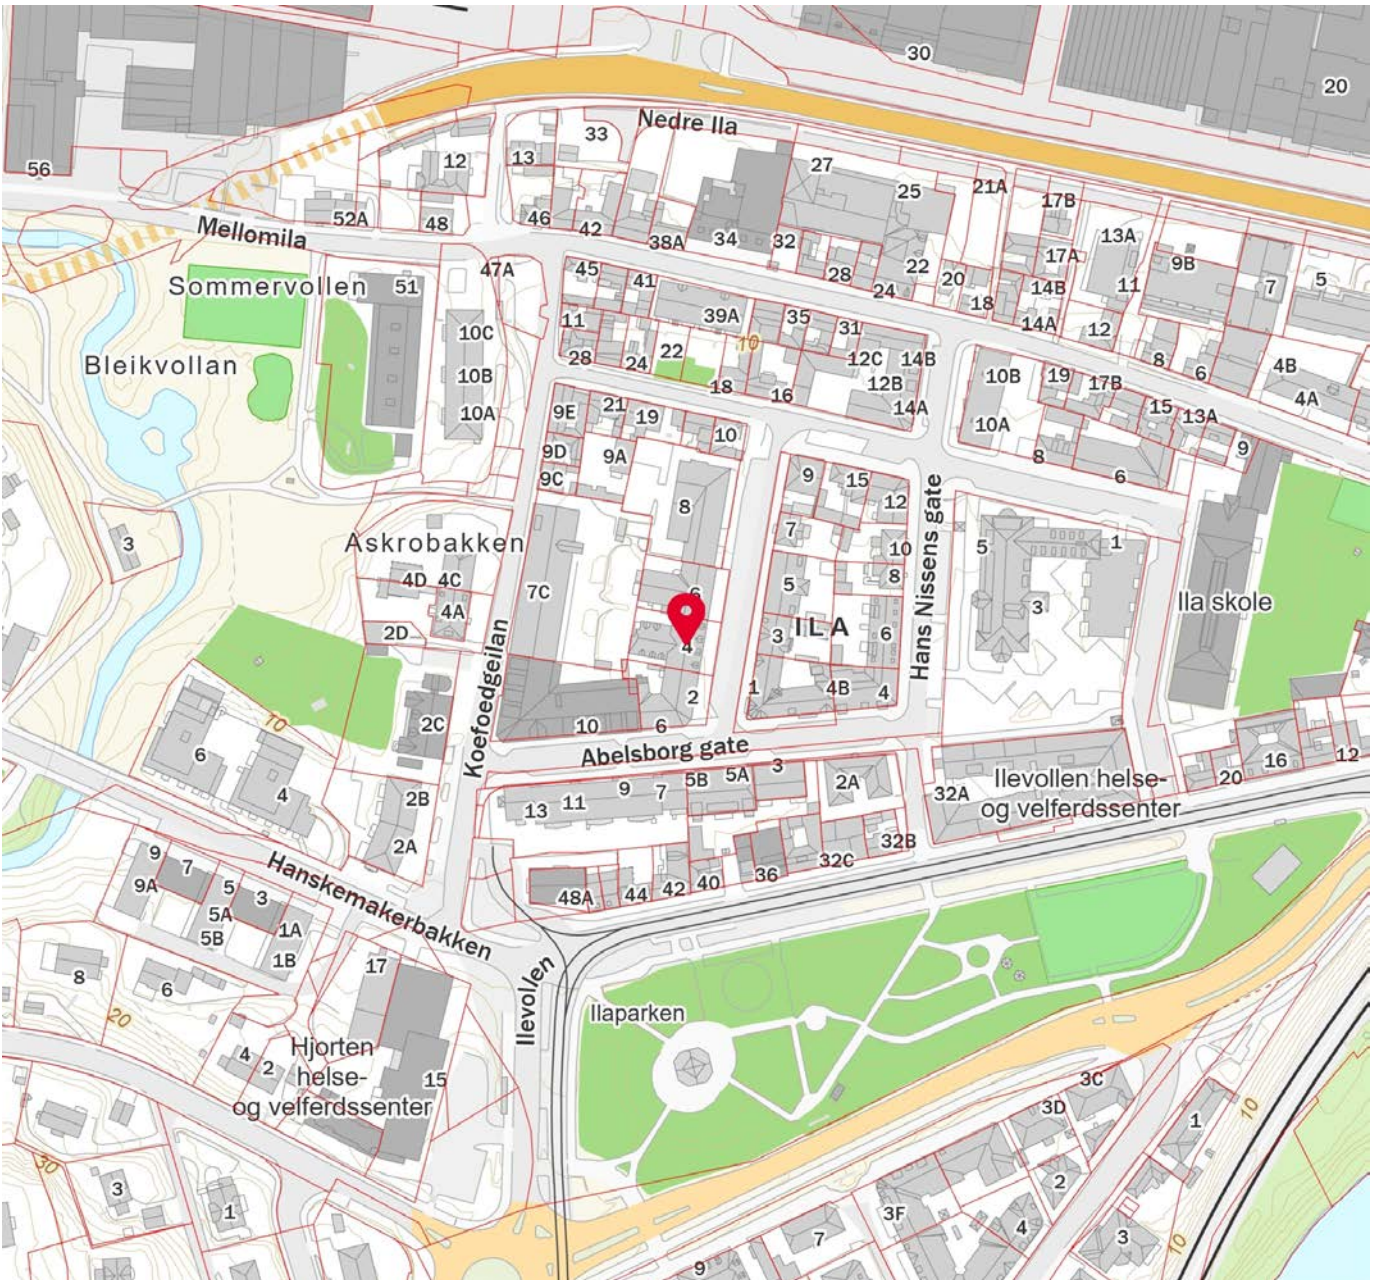 30
20
Nedre Ila
33
56
12
13
27
25
21A
17B
52A
48
46
42
38A
34
32
13A
Mellomila
17A
9B
28
22
24
20
18
14B
11
7
5
Sommervollen
51
47A
45
41
39A
35
31
14A
12
10C
11
10
12C
14B
8
6
4B
4A
Bleikvollan
28
24
22
18
16
12B
14A
10B
19
17B
15
13A
10B
10A
9E
21
19
10
10A
8
6
9
9D
9A
9C
8
9
15
12
Hans Nissens gate
3
Askrobakken
7
10
5
1
4D
4C
7C
6
5
8
3
Ila skole
4A
2D
Koefoedgeilan
4
3
ILA
6
2C
10
6
2
1
4B
4
10
6
Abelsborg gate
6
4
2B
2A
13
11
9
7
5B
5A
3
2A
32A
Ilevollen helse-
og velferdssenter
20
16
12
Hanskemakerbakken
9
7
9A
5
3
5A
5B
1A
1B
48A
44
42
40
36
32C
32B
8
6
17
Ilevollen
Ilaparken
20
4
2
Hjorten
helse-
og velferdssenter
15
3C
3D
1
10
30
3
1
2
3F
4
7
3
10
9